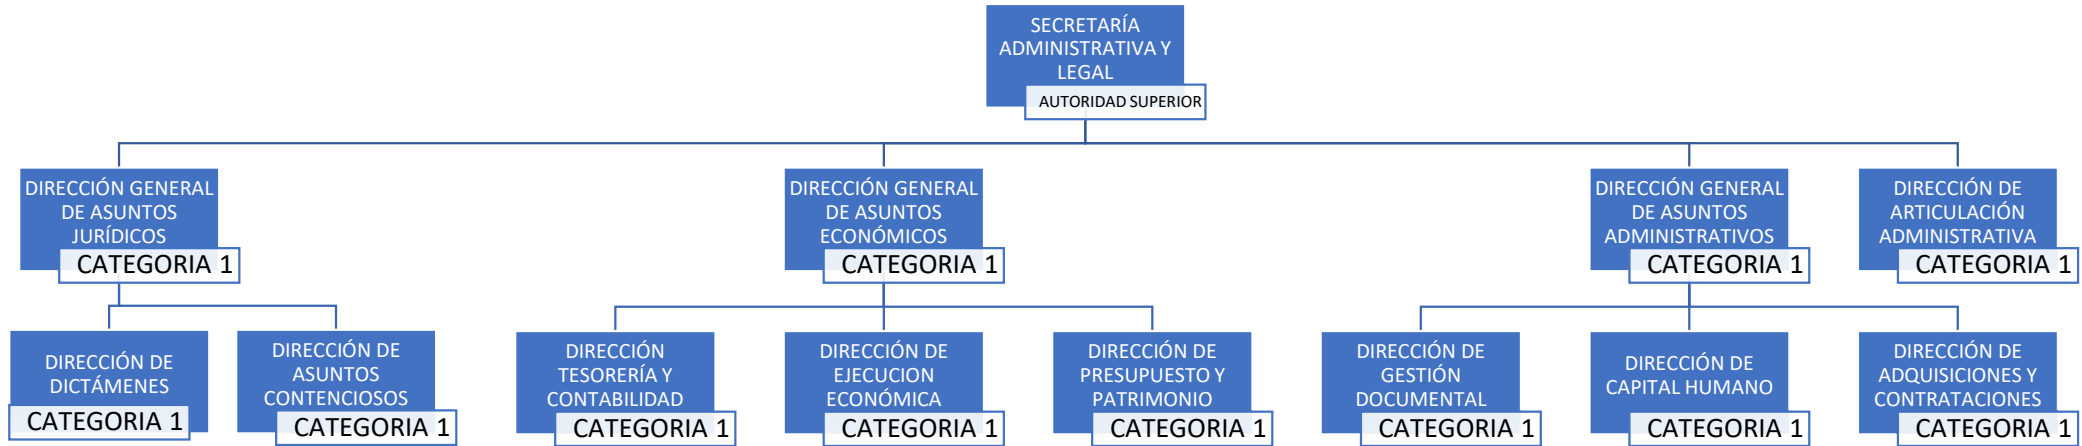 SECRETARÍA
ADMINISTRATIVA Y
LEGAL
AUTORIDAD SUPERIOR
DIRECCIÓN GENERAL
DE ASUNTOS
JURÍDICOS
CATEGORIA 1
DIRECCIÓN GENERAL
DE ASUNTOS
ECONÓMICOS
CATEGORIA 1
DIRECCIÓN GENERAL
DE ASUNTOS
ADMINISTRATIVOS
CATEGORIA 1
DIRECCIÓN DE
ARTICULACIÓN
ADMINISTRATIVA
CATEGORIA 1
DIRECCIÓN DE
DICTÁMENES
CATEGORIA 1
DIRECCIÓN DE
ASUNTOS
CONTENCIOSOS
CATEGORIA 1
DIRECCIÓN
TESORERÍA Y
CONTABILIDAD
CATEGORIA 1
DIRECCIÓN DE
EJECUCION
ECONÓMICA
CATEGORIA 1
DIRECCIÓN DE
PRESUPUESTO Y
PATRIMONIO
CATEGORIA 1
DIRECCIÓN DE
GESTIÓN
DOCUMENTAL
CATEGORIA 1
DIRECCIÓN DE
CAPITAL HUMANO
CATEGORIA 1
DIRECCIÓN DE
ADQUISICIONES Y
CONTRATACIONES
CATEGORIA 1